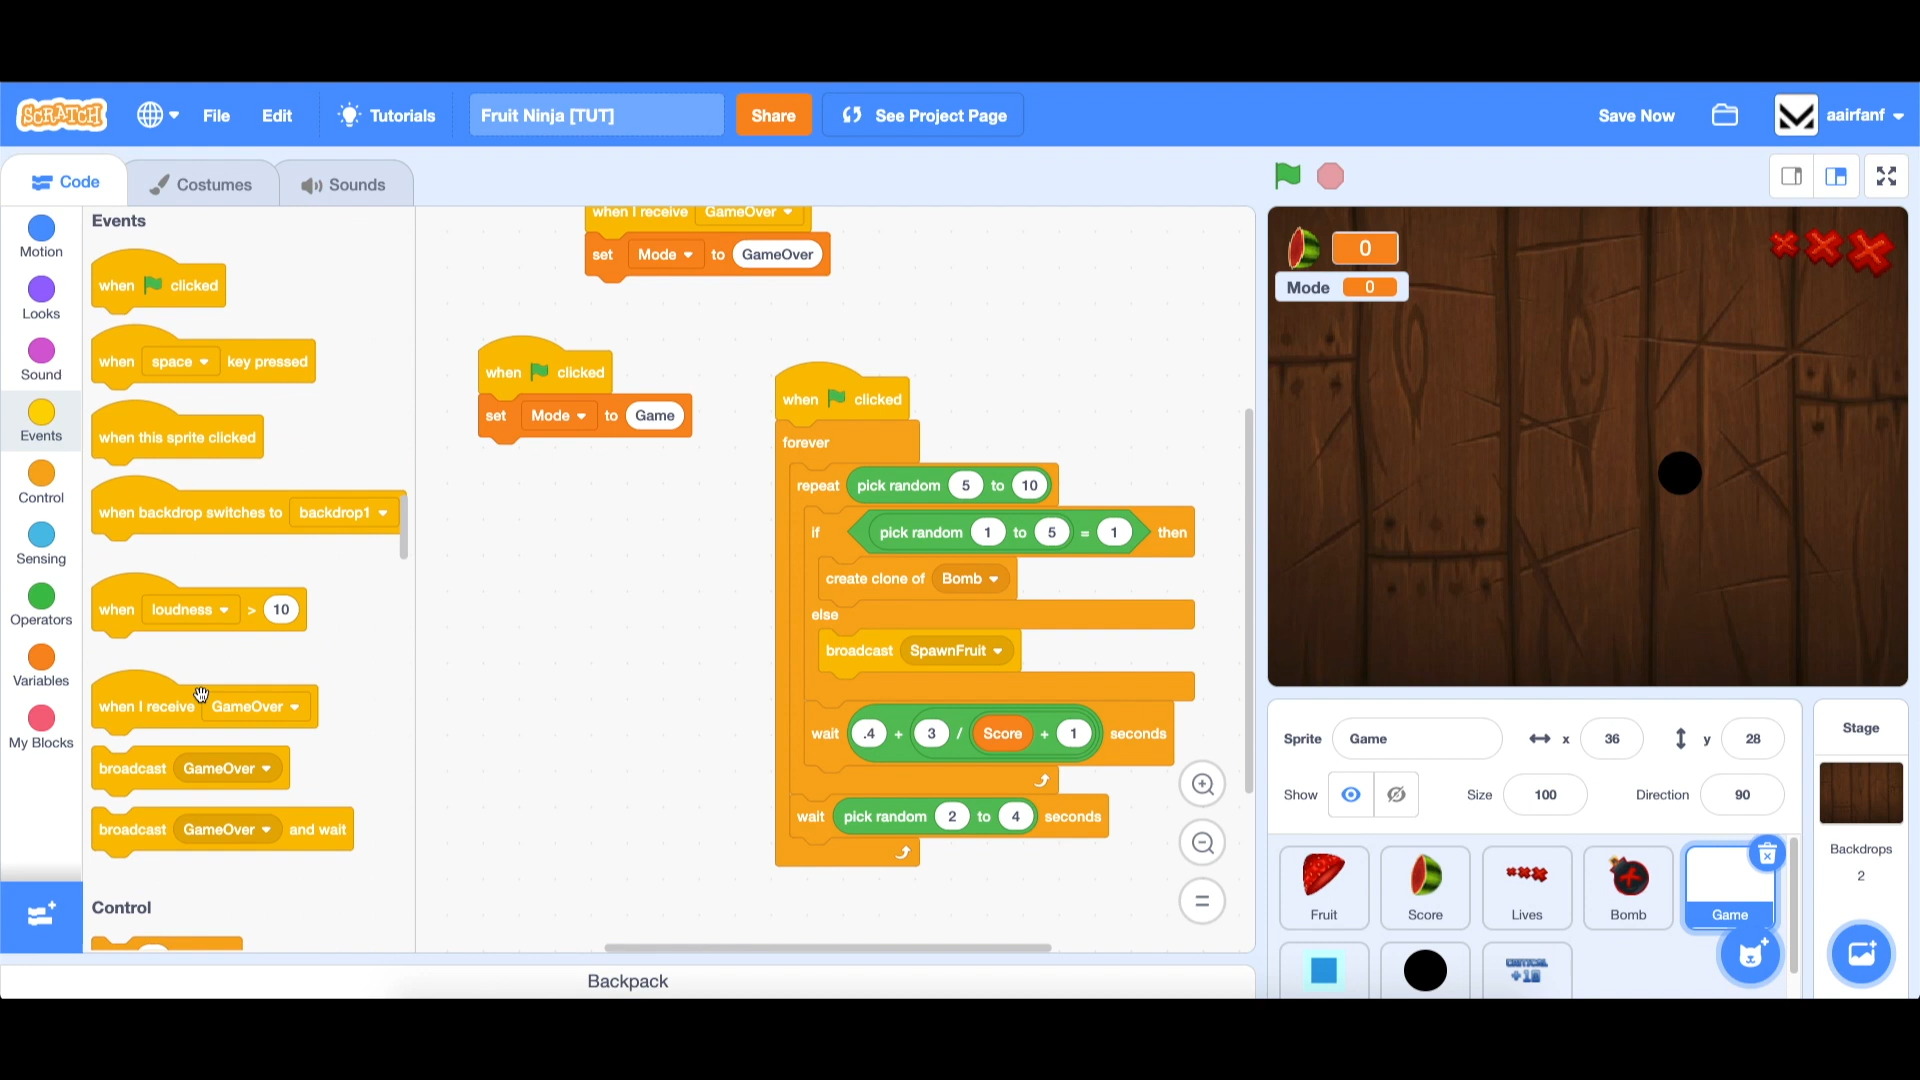 SCRATCH
File
Edit
Tutorials
Fruit Ninja [TUT]
Share
See Project Page
Save Now
aairfanf
Code
Costumes
Sounds
Motion
Looks
Sound
Events
Control
Sensing
Operators
Variables
My Blocks
Events
when clicked
when space key pressed
when this sprite clicked
when backdrop switches to backdrop1
when loudness > 10
when I receive GameOver
broadcast GameOver
broadcast GameOver and wait
Control
when I receive GameOver
set Mode to GameOver
when clicked
set Mode to Game
when clicked
forever
repeat pick random 5 to 10
if pick random 1 to 5 = 1 then
create clone of Bomb
else
broadcast SpawnFruit
wait .4 + 3 / Score + 1 seconds
wait pick random 2 to 4 seconds
Backpack
0
Mode 0
Sprite Game x 36 y 28
Show Size 100 Direction 90
Fruit
Score
Lives
Bomb
Game
CRITICAL
+10
Stage
Backdrops
2